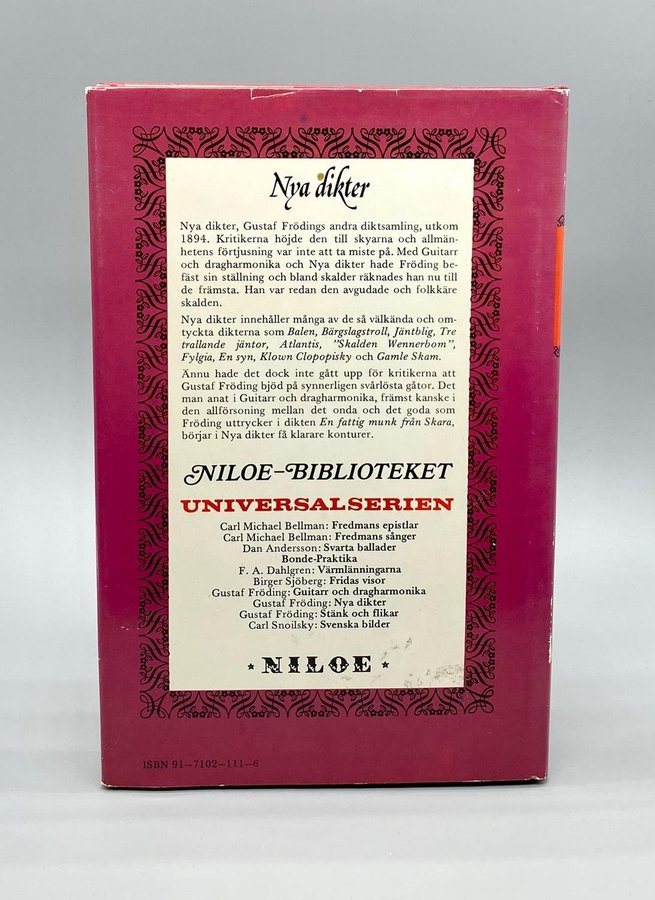 Nya dikter
Nya dikter, Gustaf Frödings andra diktsamling, utkom
1894. Kritikerna höjde den till skyarna och allmän-
hetens förtjusning var inte att ta miste på. Med Guitarr
och dragharmonika och Nya dikter hade Fröding be-
fäst sin ställning och bland skalder räknades han nu till
de främsta. Han var redan den avgudade och folkkäre
skalden.
Nya dikter innehåller många av de så välkända och om-
tyckta dikterna som Balen, Bärgslagstroll, Jäntblig, Tre
trallande jäntor, Atlantis, "Skalden Wennerbom",
Fylgia, En syn, Klown Clopopisky och Gamle Skam.
Ännu hade det dock inte gått upp för kritikerna att
Gustaf Fröding bjöd på synnerligen svårlösta gåtor. Det
man anat i Guitarr och dragharmonika, främst kanske i
den allförsoning mellan det onda och det goda som
Fröding uttrycker i dikten En fattig munk från Skara,
börjar i Nya dikter få klarare konturer.
NILOE–BIBLIOTEKET
UNIVERSALSERIEN
Carl Michael Bellman: Fredmans epistlar
Carl Michael Bellman: Fredmans sånger
Dan Andersson: Svarta ballader
Bonde-Praktika
F. A. Dahlgren: Värmlänningarna
Birger Sjöberg: Fridas visor
Gustaf Fröding: Guitarr och dragharmonika
Gustaf Fröding: Nya dikter
Gustaf Fröding: Stänk och flikar
Carl Snoilsky: Svenska bilder
* NILOE *
ISBN 91–7102–111–6